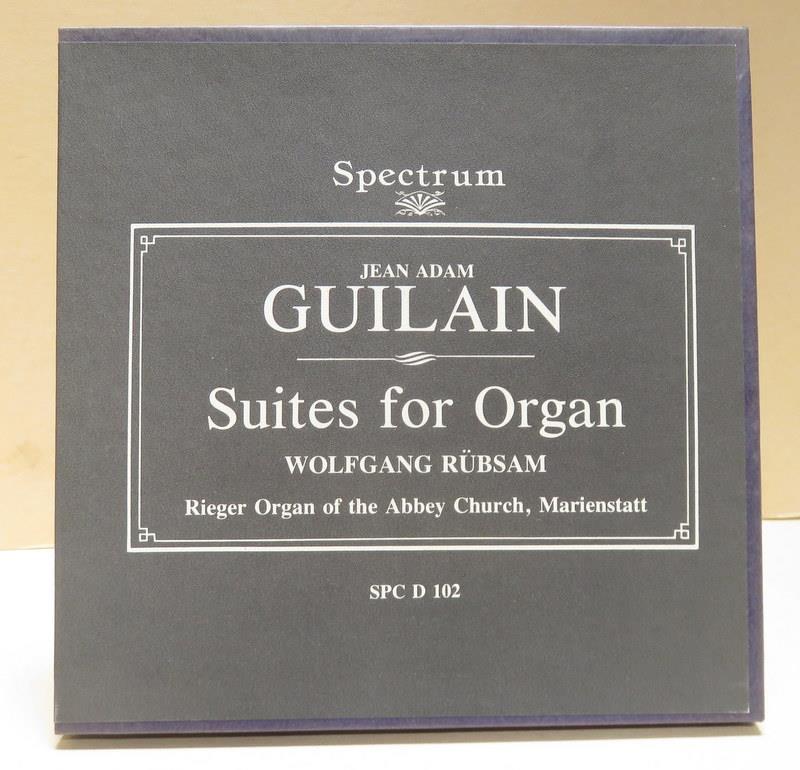 Spectrum
JEAN ADAM
GUILAIN
Suites for Organ
WOLFGANG RÜBSAM
Rieger Organ of the Abbey Church, Marienstatt
SPC D 102